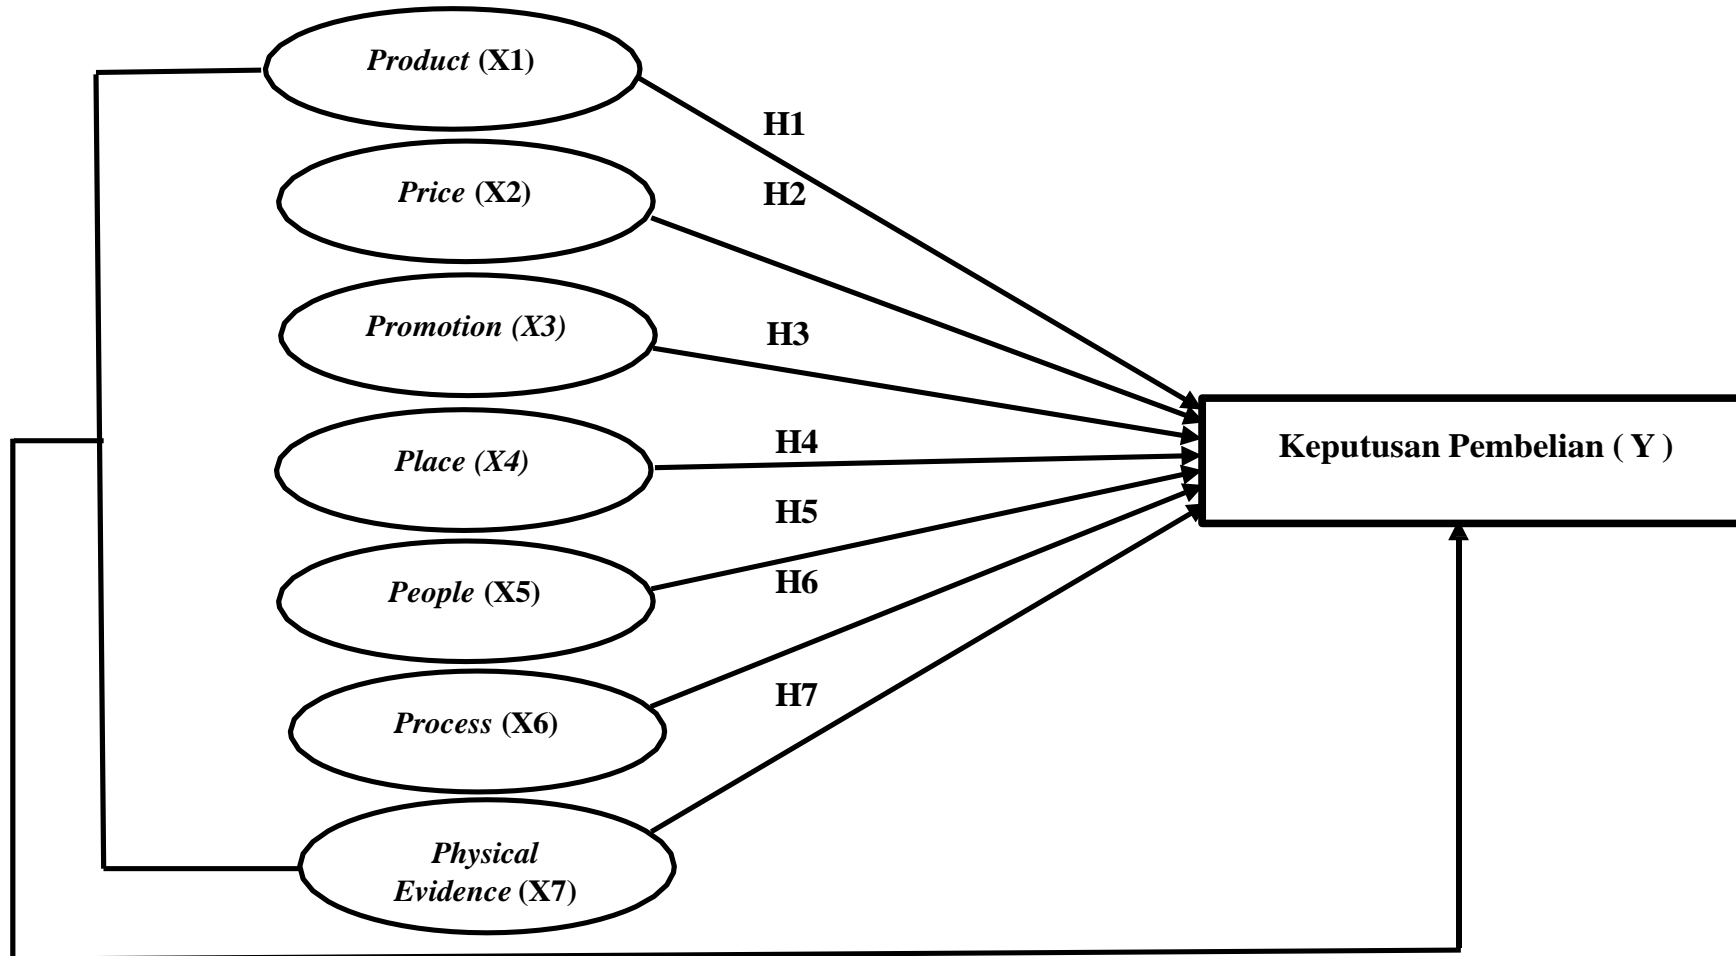 Product (X1)
H1
Price (X2)
H2
Promotion (X3)
H3
Place (X4)
H4
Keputusan Pembelian ( Y )
H5
People (X5)
H6
Process (X6)
H7
Physical
Evidence (X7)